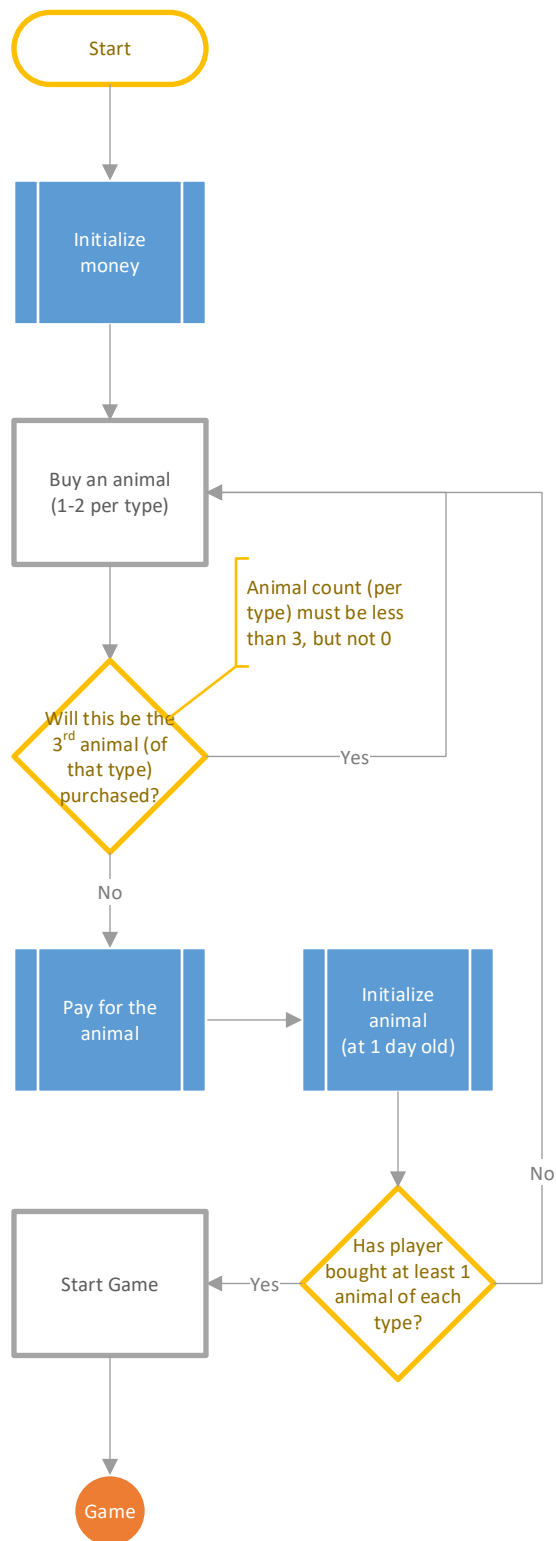 Start
Initialize
money
Buy an animal
(1-2 per type)
Animal count (per
type) must be less
than 3, but not 0
Will this be the
3rd animal (of
that type)
purchased?
Yes
No
Pay for the
animal
Initialize
animal
(at 1 day old)
No
Has player
bought at least 1
animal of each
type?
Yes
Start Game
Game